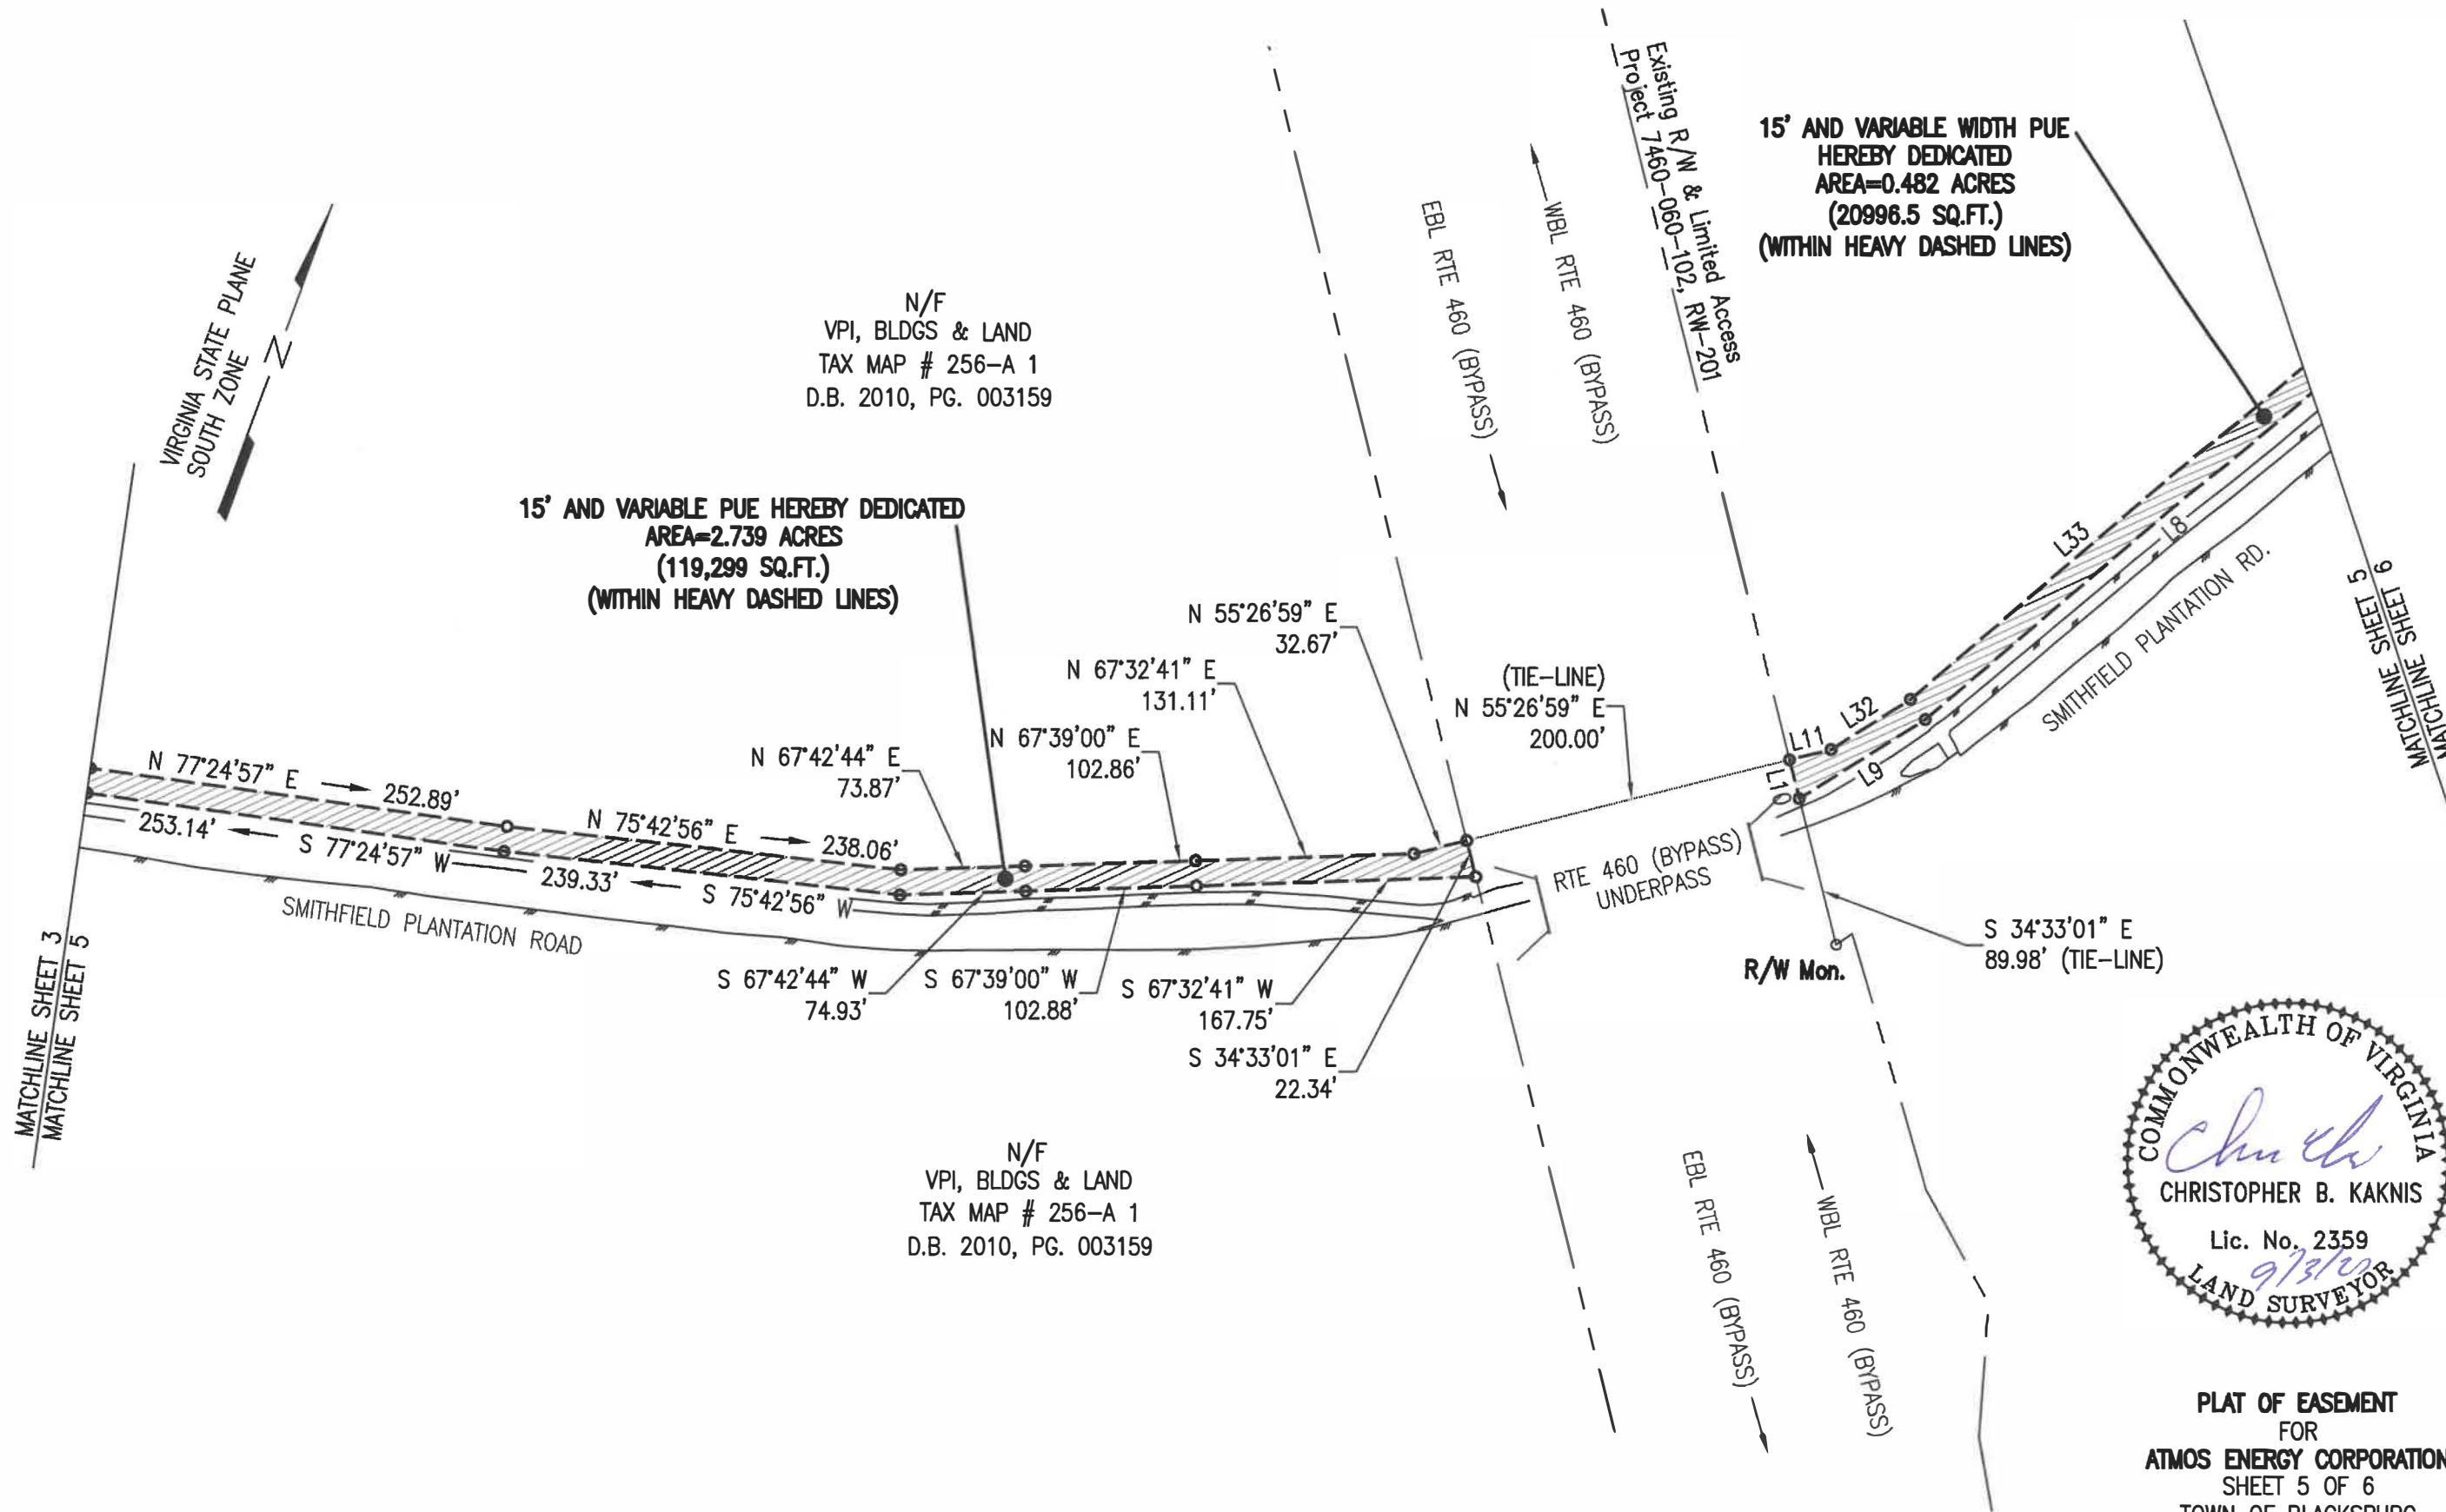 VIRGINIA STATE PLANE
SOUTH ZONE
N
N/F
VPI, BLDGS & LAND
TAX MAP # 256-A 1
D.B. 2010, PG. 003159
Existing R/W & Limited Access
Project 7460-060-102, RW-201
EBL RTE 460 (BYPASS)
WBL RTE 460 (BYPASS)
15' AND VARIABLE WIDTH PUE
HEREBY DEDICATED
AREA=0.482 ACRES
(20996.5 SQ.FT.)
(WITHIN HEAVY DASHED LINES)
15' AND VARIABLE PUE HEREBY DEDICATED
AREA=2.739 ACRES
(119,299 SQ.FT.)
(WITHIN HEAVY DASHED LINES)
N 77°24'57" E
252.89'
253.14'
S 77°24'57" W
N 75°42'56" E
238.06'
239.33'
S 75°42'56" W
N 67°42'44" E
73.87'
N 67°39'00" E
102.86'
N 67°32'41" E
131.11'
N 55°26'59" E
32.67'
(TIE-LINE)
N 55°26'59" E
200.00'
L11
L32
L33
L8
L9
L10
SMITHFIELD PLANTATION RD.
MATCHLINE SHEET 5
MATCHLINE SHEET 6
SMITHFIELD PLANTATION ROAD
MATCHLINE SHEET 3
MATCHLINE SHEET 5
S 67°42'44" W
74.93'
S 67°39'00" W
102.88'
S 67°32'41" W
167.75'
S 34°33'01" E
22.34'
RTE 460 (BYPASS)
UNDERPASS
R/W Mon.
S 34°33'01" E
89.98' (TIE-LINE)
N/F
VPI, BLDGS & LAND
TAX MAP # 256-A 1
D.B. 2010, PG. 003159
EBL RTE 460 (BYPASS)
WBL RTE 460 (BYPASS)
COMMONWEALTH OF VIRGINIA
CHRISTOPHER B. KAKNIS
Lic. No. 2359
LAND SURVEYOR
PLAT OF EASEMENT
FOR
ATMOS ENERGY CORPORATION
SHEET 5 OF 6
TOWN OF BLACKSBURG